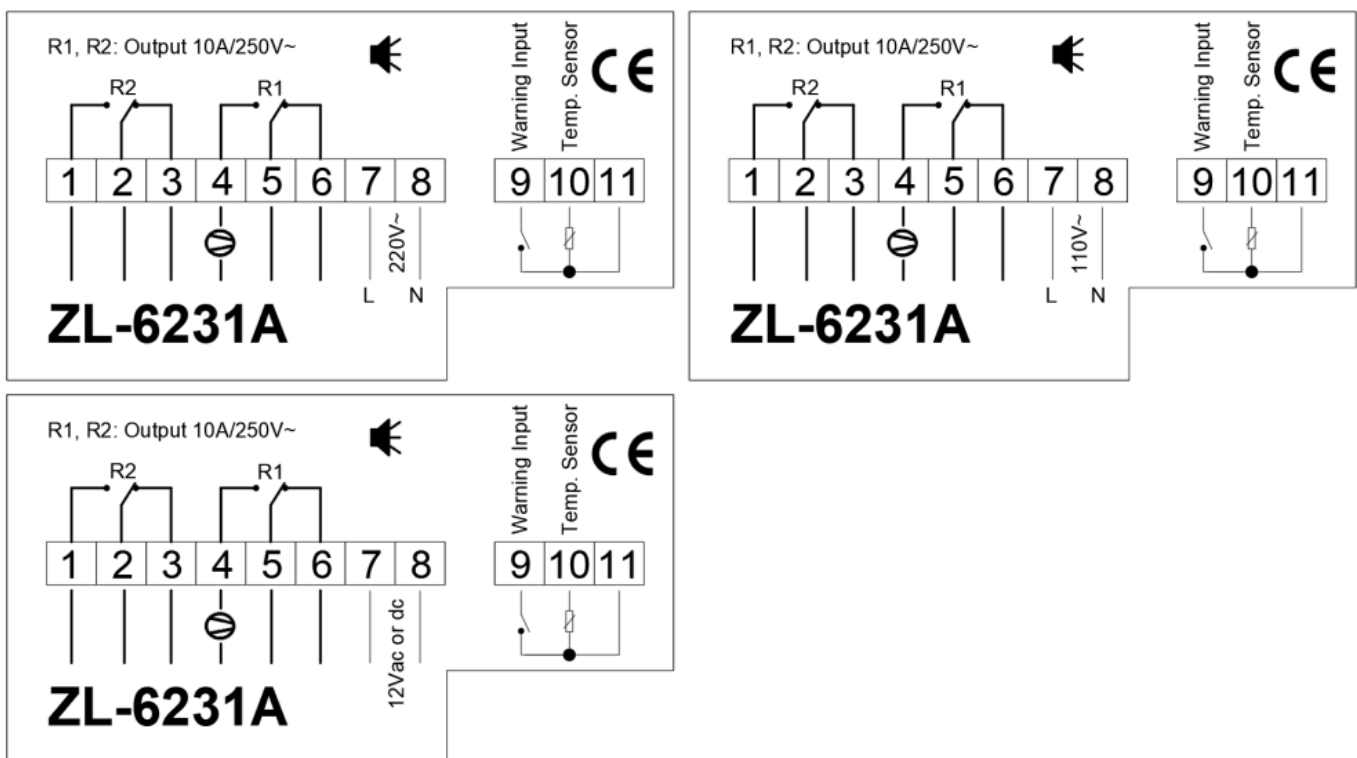 R1, R2: Output 10A/250V~
R2 R1
Warning Input
Temp. Sensor
CE
1 2 3 4 5 6 7 8
9 10 11
220V~
L N
ZL-6231A
R1, R2: Output 10A/250V~
R2 R1
Warning Input
Temp. Sensor
CE
1 2 3 4 5 6 7 8
9 10 11
110V~
L N
ZL-6231A
R1, R2: Output 10A/250V~
R2 R1
Warning Input
Temp. Sensor
CE
1 2 3 4 5 6 7 8
9 10 11
12Vac or dc
ZL-6231A